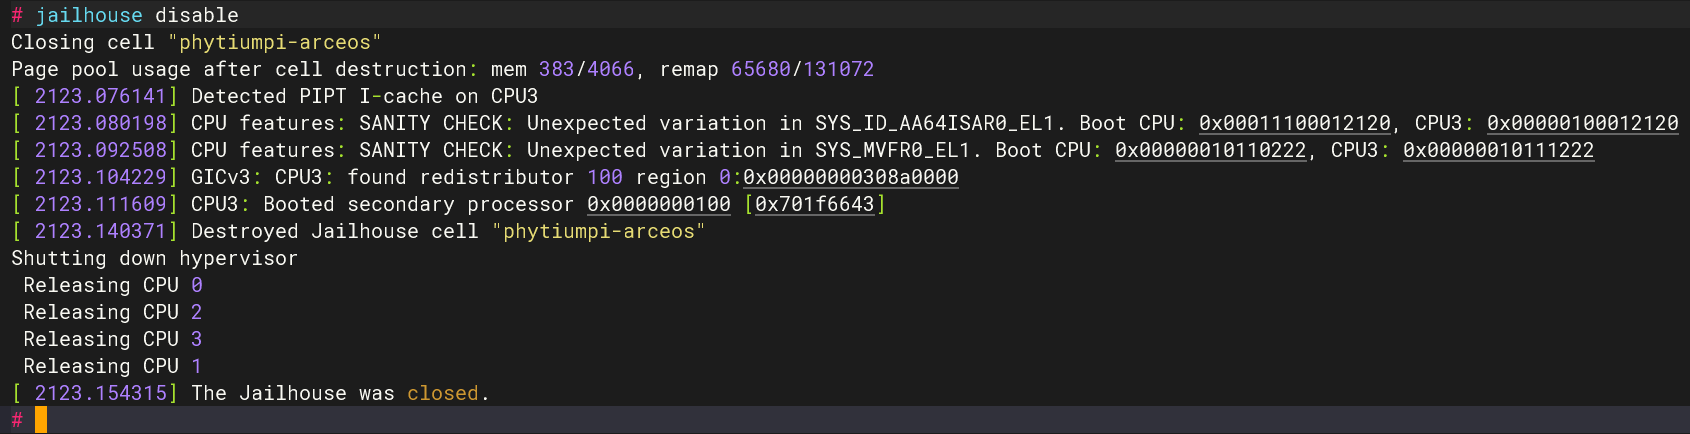 # jailhouse disable
Closing cell "phytiumpi-arceos"
Page pool usage after cell destruction: mem 383/4066, remap 65680/131072
[ 2123.076141] Detected PIPT I-cache on CPU3
[ 2123.080198] CPU features: SANITY CHECK: Unexpected variation in SYS_ID_AA64ISAR0_EL1. Boot CPU: 0x00011100012120, CPU3: 0x00000100012120
[ 2123.092508] CPU features: SANITY CHECK: Unexpected variation in SYS_MVFR0_EL1. Boot CPU: 0x00000010110222, CPU3: 0x00000010111222
[ 2123.104229] GICv3: CPU3: found redistributor 100 region 0:0x00000000308a0000
[ 2123.111609] CPU3: Booted secondary processor 0x0000000100 [0x701f6643]
[ 2123.140371] Destroyed Jailhouse cell "phytiumpi-arceos"
Shutting down hypervisor
 Releasing CPU 0
 Releasing CPU 2
 Releasing CPU 3
 Releasing CPU 1
[ 2123.154315] The Jailhouse was closed.
#